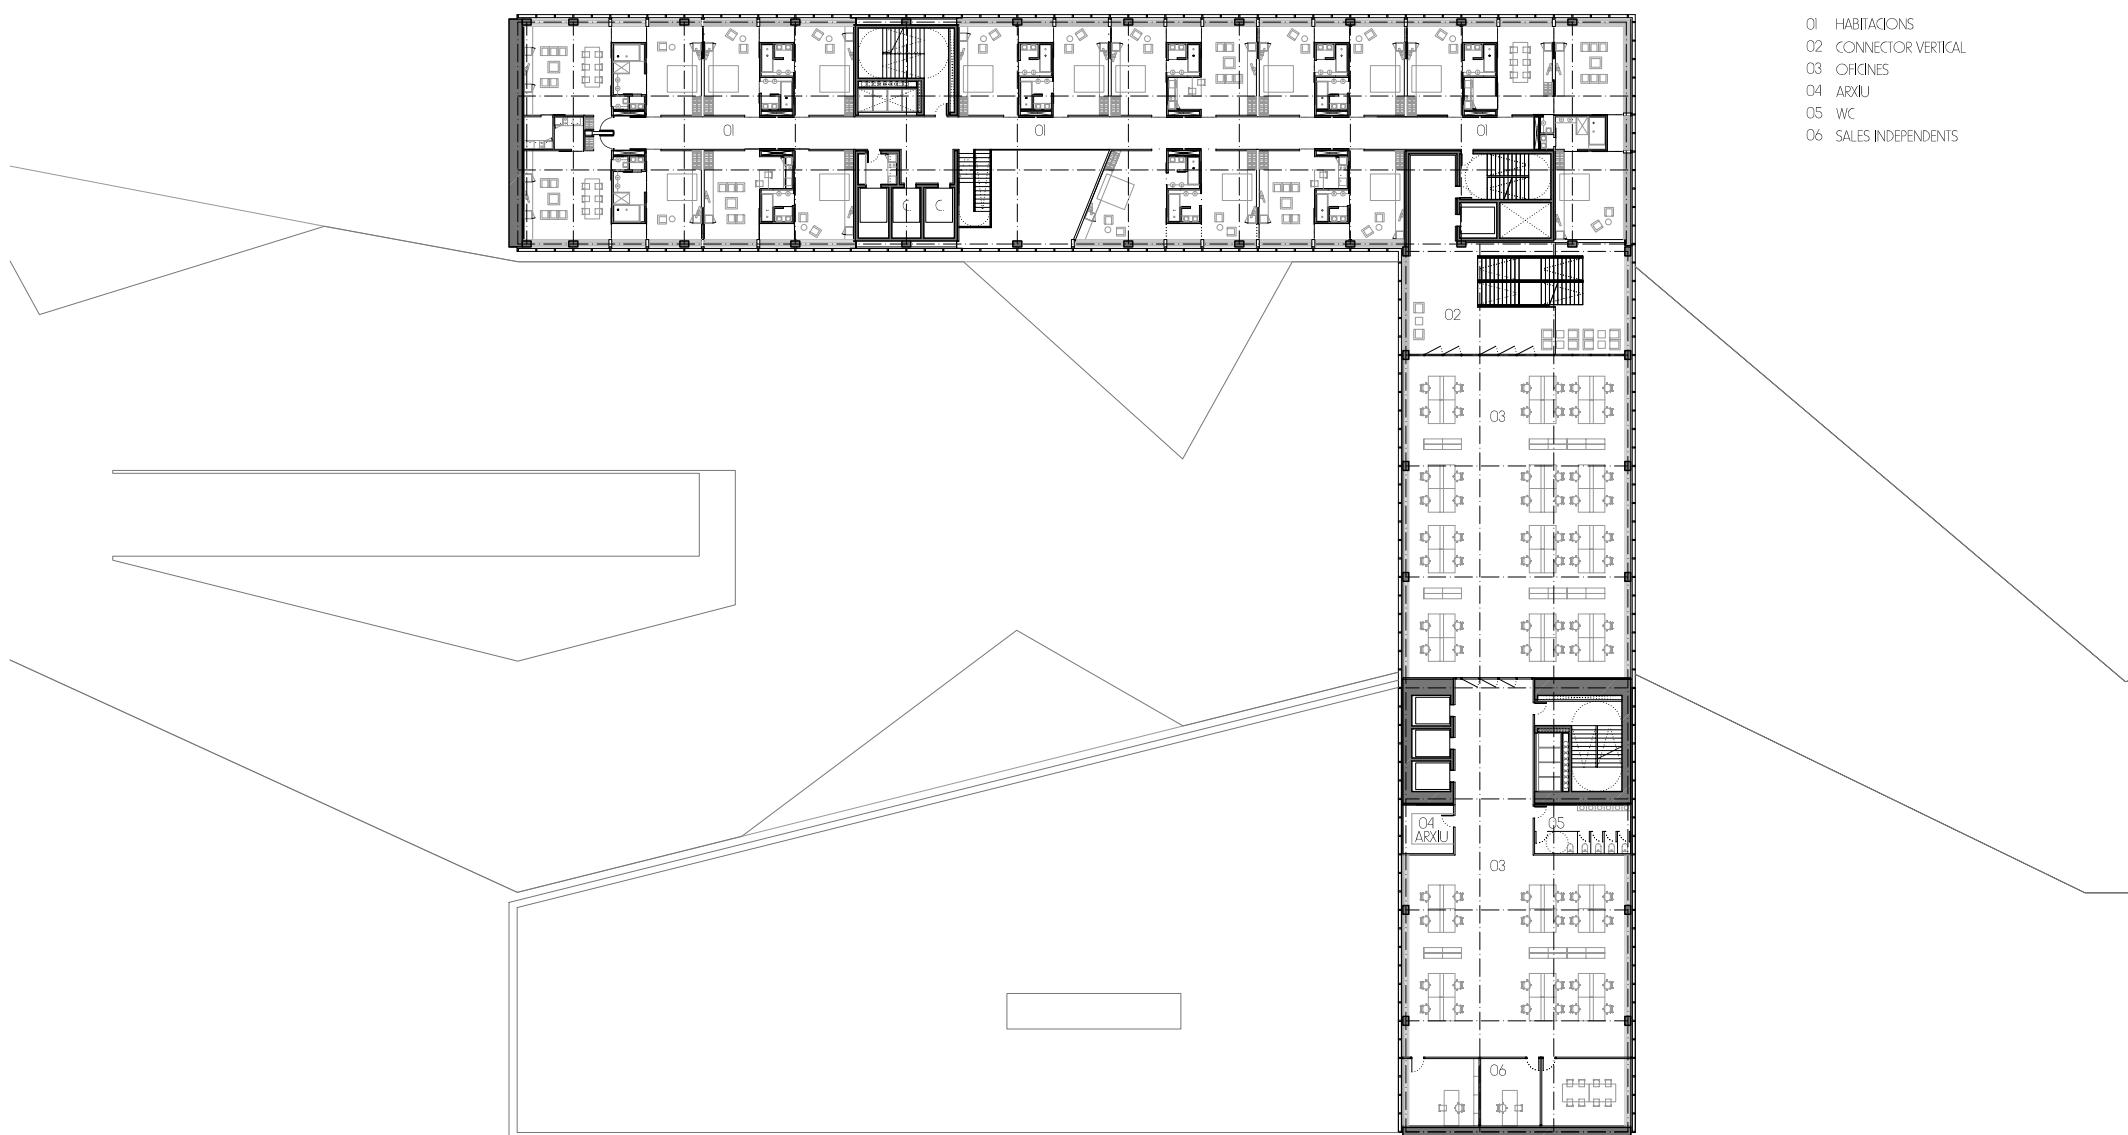 01 HABITACIONS
02 CONNECTOR VERTICAL
03 OFICINES
04 ARXIU
05 WC
06 SALES INDEPENDENTS
01
01
01
02
03
04
ARXIU
05
03
06